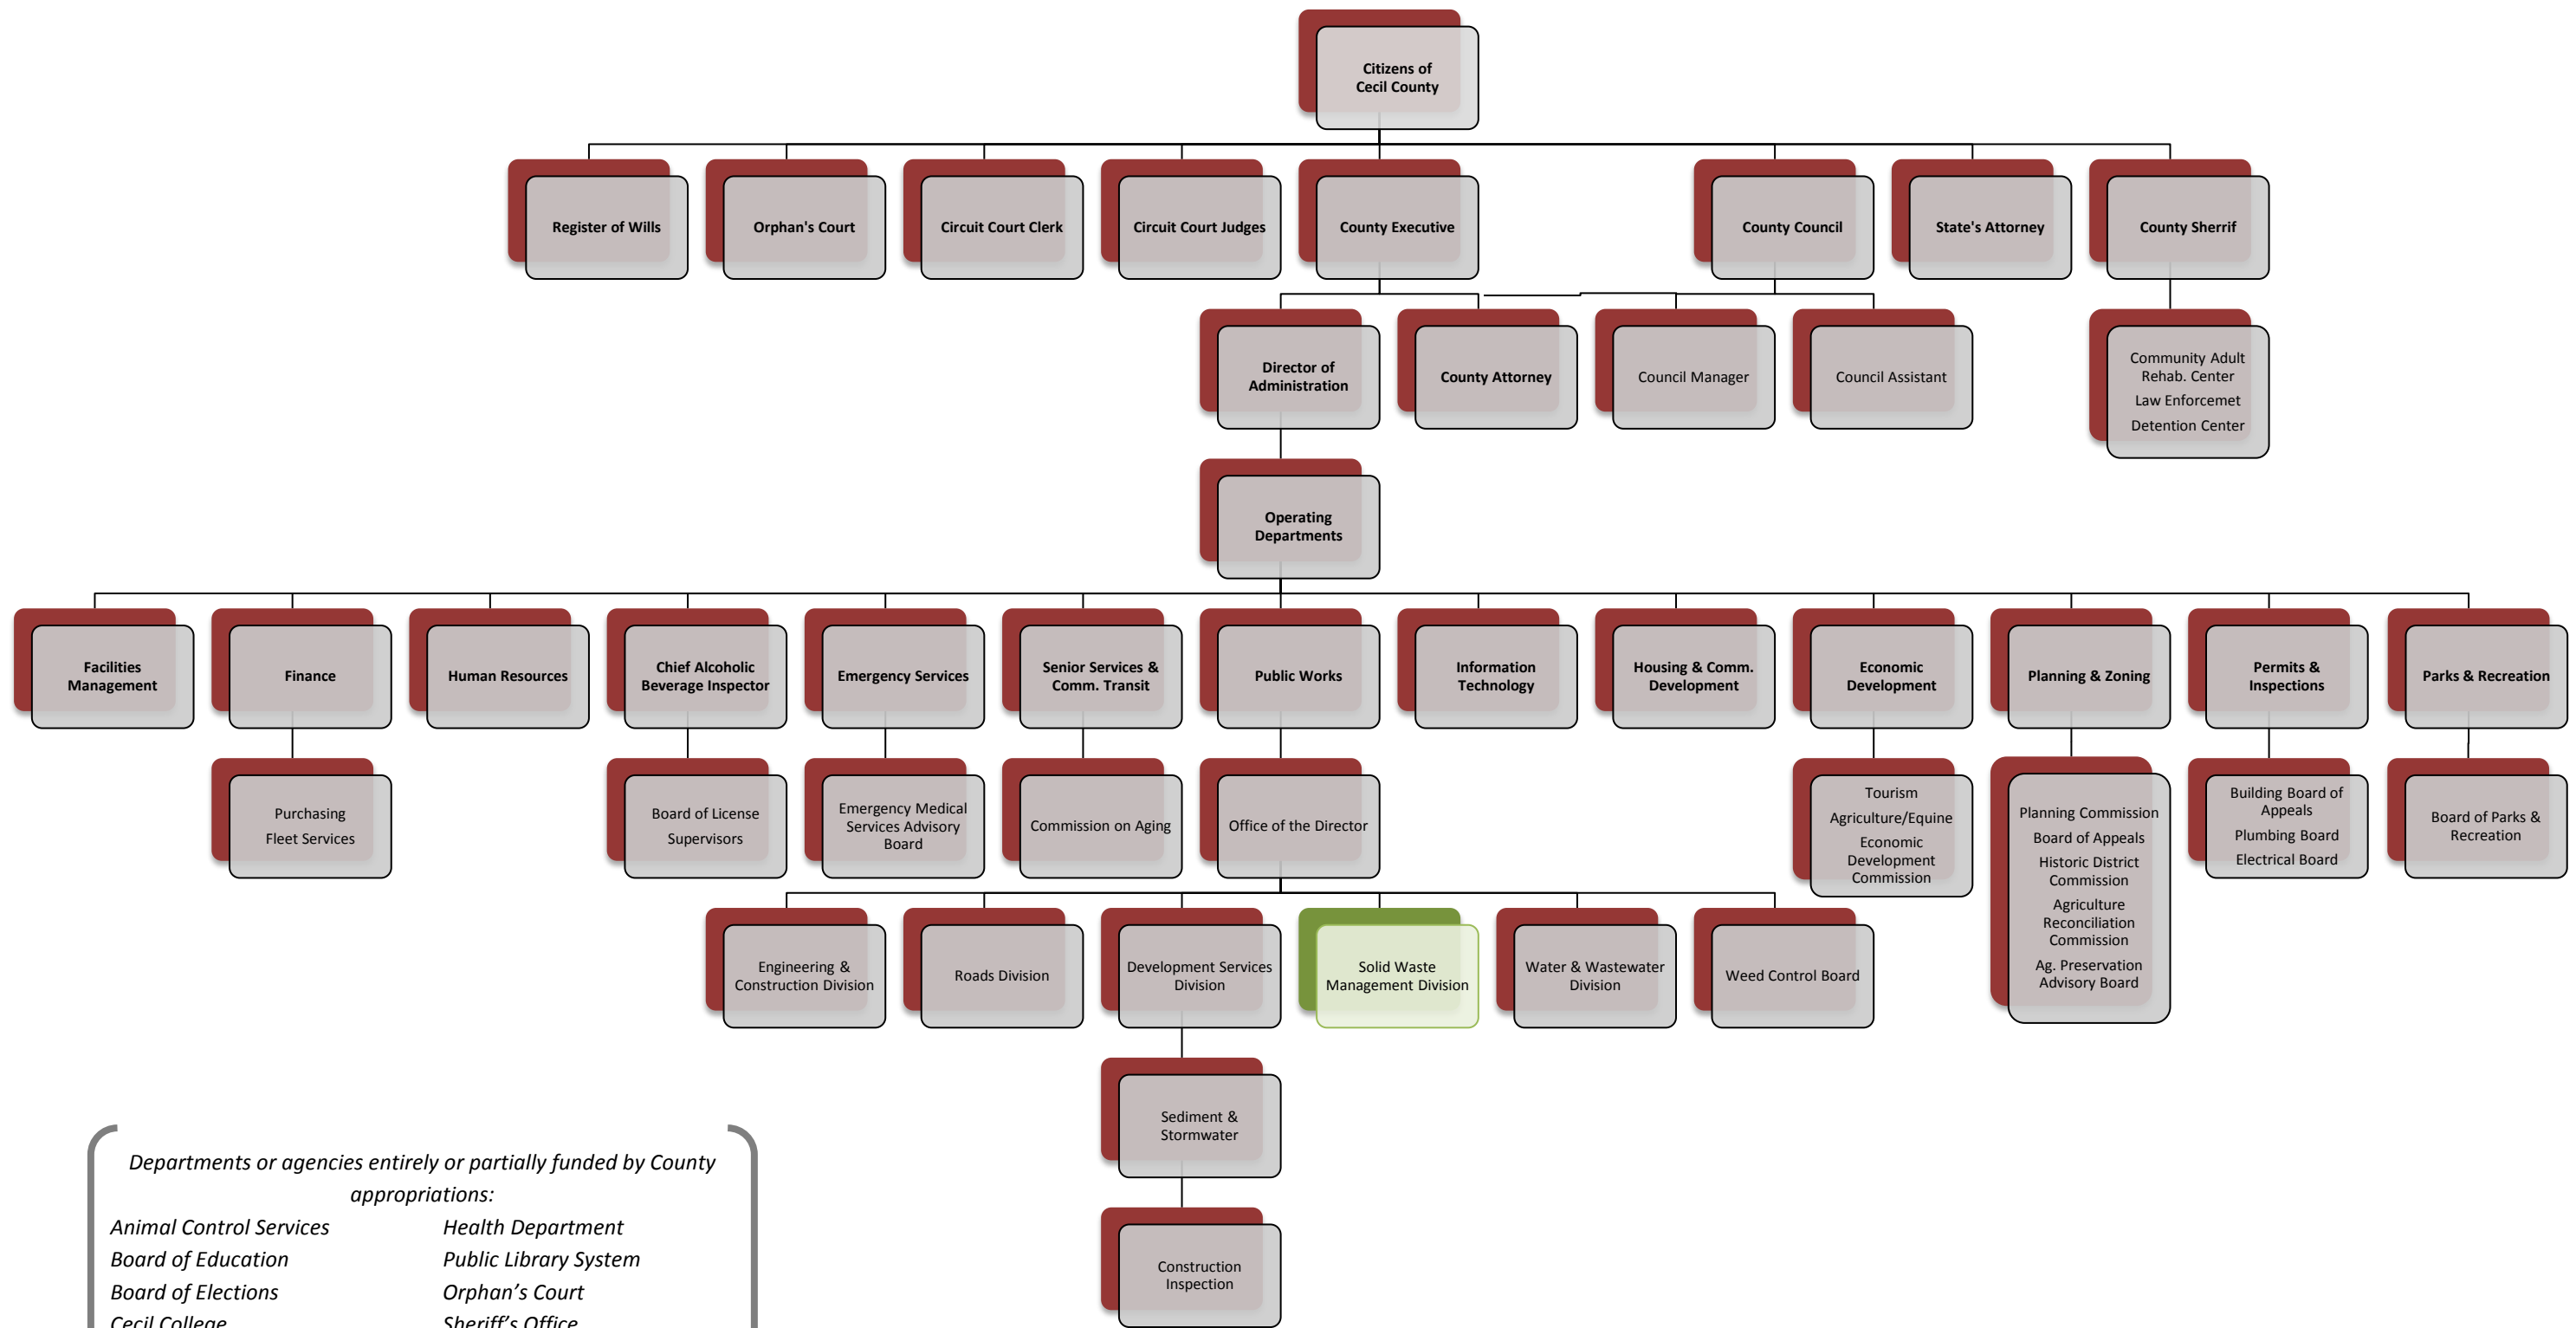 Citizens of
Cecil County
Register of Wills
Orphan's Court
Circuit Court Clerk
Circuit Court Judges
County Executive
County Council
State's Attorney
County Sherrif
Director of
Administration
County Attorney
Council Manager
Council Assistant
Community Adult
Rehab. Center
Law Enforcemet
Detention Center
Operating
Departments
Facilities
Management
Finance
Human Resources
Chief Alcoholic
Beverage Inspector
Emergency Services
Senior Services &
Comm. Transit
Public Works
Information
Technology
Housing & Comm.
Development
Economic
Development
Planning & Zoning
Permits &
Inspections
Parks & Recreation
Purchasing
Fleet Services
Board of License
Supervisors
Emergency Medical
Services Advisory
Board
Commission on Aging
Office of the Director
Tourism
Agriculture/Equine
Economic
Development
Commission
Planning Commission
Board of Appeals
Historic District
Commission
Agriculture
Reconciliation
Commission
Ag. Preservation
Advisory Board
Building Board of
Appeals
Plumbing Board
Electrical Board
Board of Parks &
Recreation
Engineering &
Construction Division
Roads Division
Development Services
Division
Solid Waste
Management Division
Water & Wastewater
Division
Weed Control Board
Sediment &
Stormwater
Construction
Inspection
Departments or agencies entirely or partially funded by County
appropriations:
Animal Control Services Health Department
Board of Education Public Library System
Board of Elections Orphan’s Court
Cecil College Sheriff’s Office